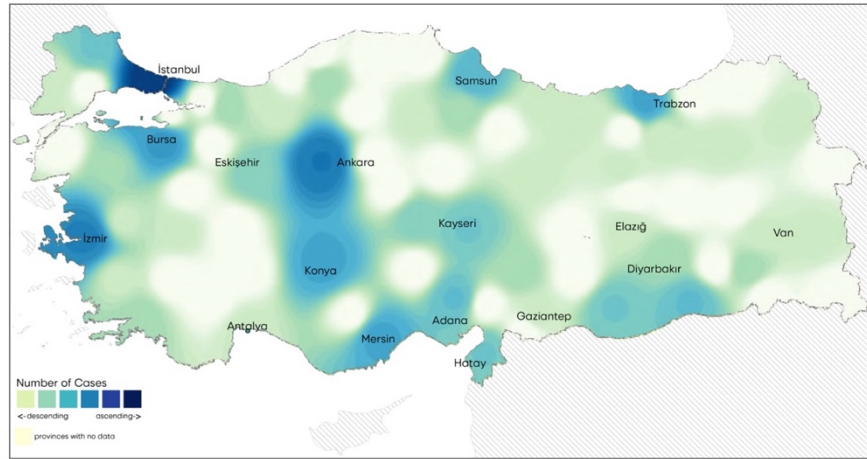 İstanbul
Samsun
Trabzon
Bursa
Eskişehir
Ankara
Kayseri
Elazığ
Van
İzmir
Konya
Diyarbakır
Antalya
Mersin
Adana
Gaziantep
Hatay
Number of Cases
<-descending ascending->
provinces with no data